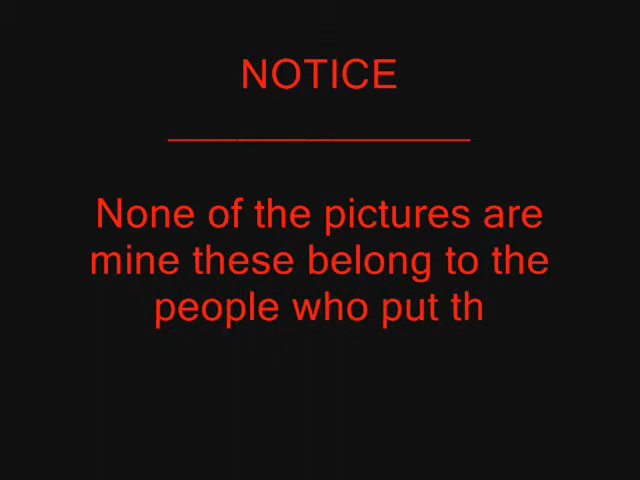 NOTICE
None of the pictures are
mine these belong to the
people who put th